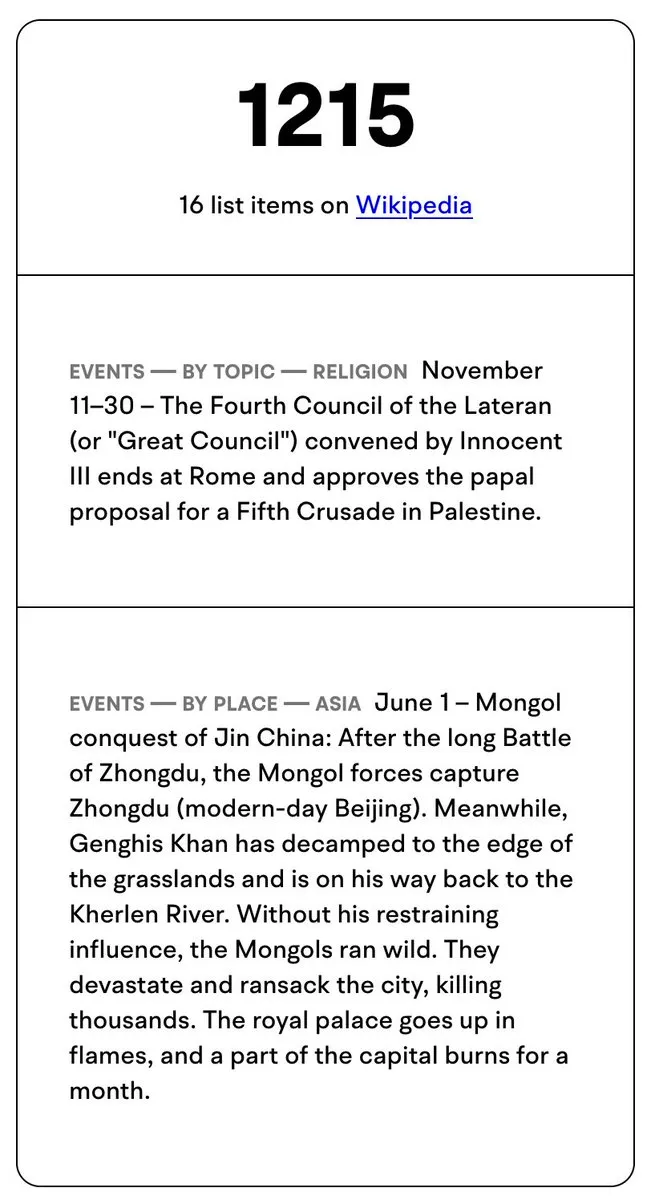 1215
16 list items on Wikipedia
EVENTS — BY TOPIC — RELIGION November
11–30 – The Fourth Council of the Lateran
(or "Great Council") convened by Innocent
III ends at Rome and approves the papal
proposal for a Fifth Crusade in Palestine.
EVENTS — BY PLACE — ASIA June 1 – Mongol
conquest of Jin China: After the long Battle
of Zhongdu, the Mongol forces capture
Zhongdu (modern-day Beijing). Meanwhile,
Genghis Khan has decamped to the edge of
the grasslands and is on his way back to the
Kherlen River. Without his restraining
influence, the Mongols ran wild. They
devastate and ransack the city, killing
thousands. The royal palace goes up in
flames, and a part of the capital burns for a
month.